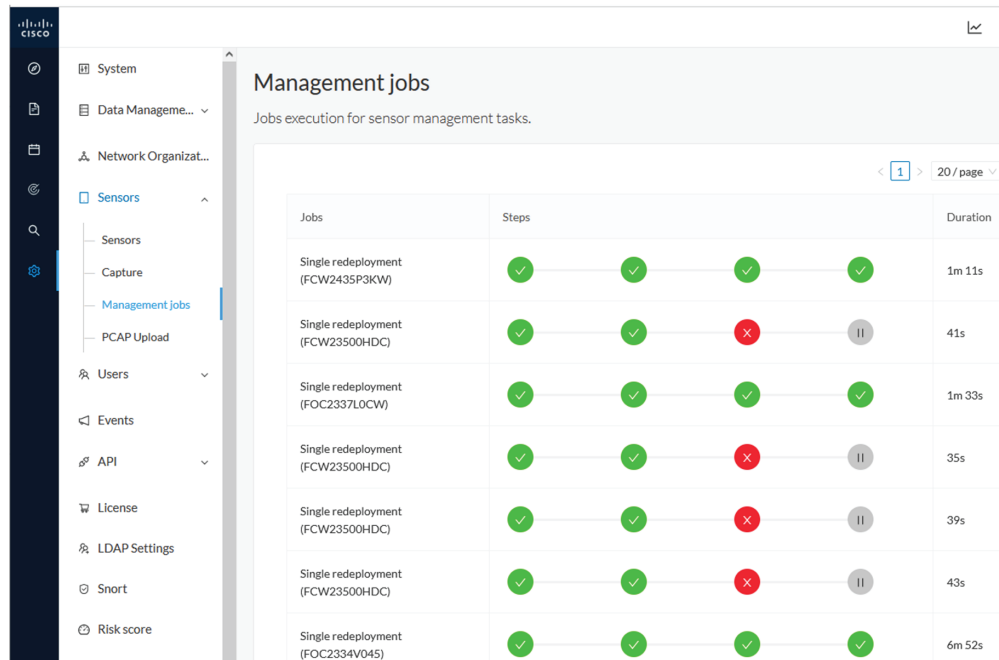 CISCO
System
Data Manageme...
Network Organizat...
Sensors
Sensors
Capture
Management jobs
PCAP Upload
Users
Events
API
License
LDAP Settings
Snort
Risk score
Management jobs
Jobs execution for sensor management tasks.
1
20 / page
Jobs Steps Duration
Single redeployment
(FCW2435P3KW)
1m 11s
Single redeployment
(FCW23500HDC)
41s
Single redeployment
(FOC2337L0CW)
1m 33s
Single redeployment
(FCW23500HDC)
35s
Single redeployment
(FCW23500HDC)
39s
Single redeployment
(FCW23500HDC)
43s
Single redeployment
(FOC2334V045)
6m 52s